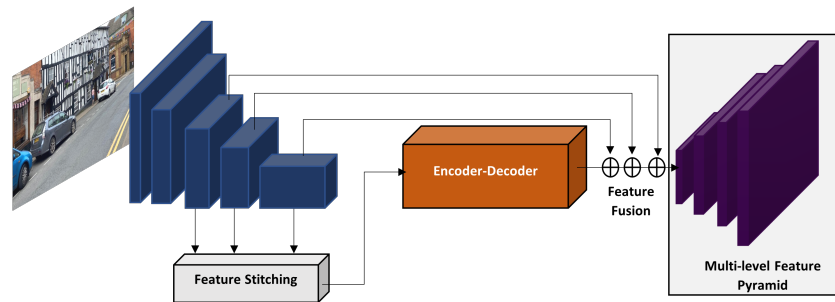 Encoder-Decoder
Feature
Fusion
Feature Stitching
Multi-level Feature
Pyramid